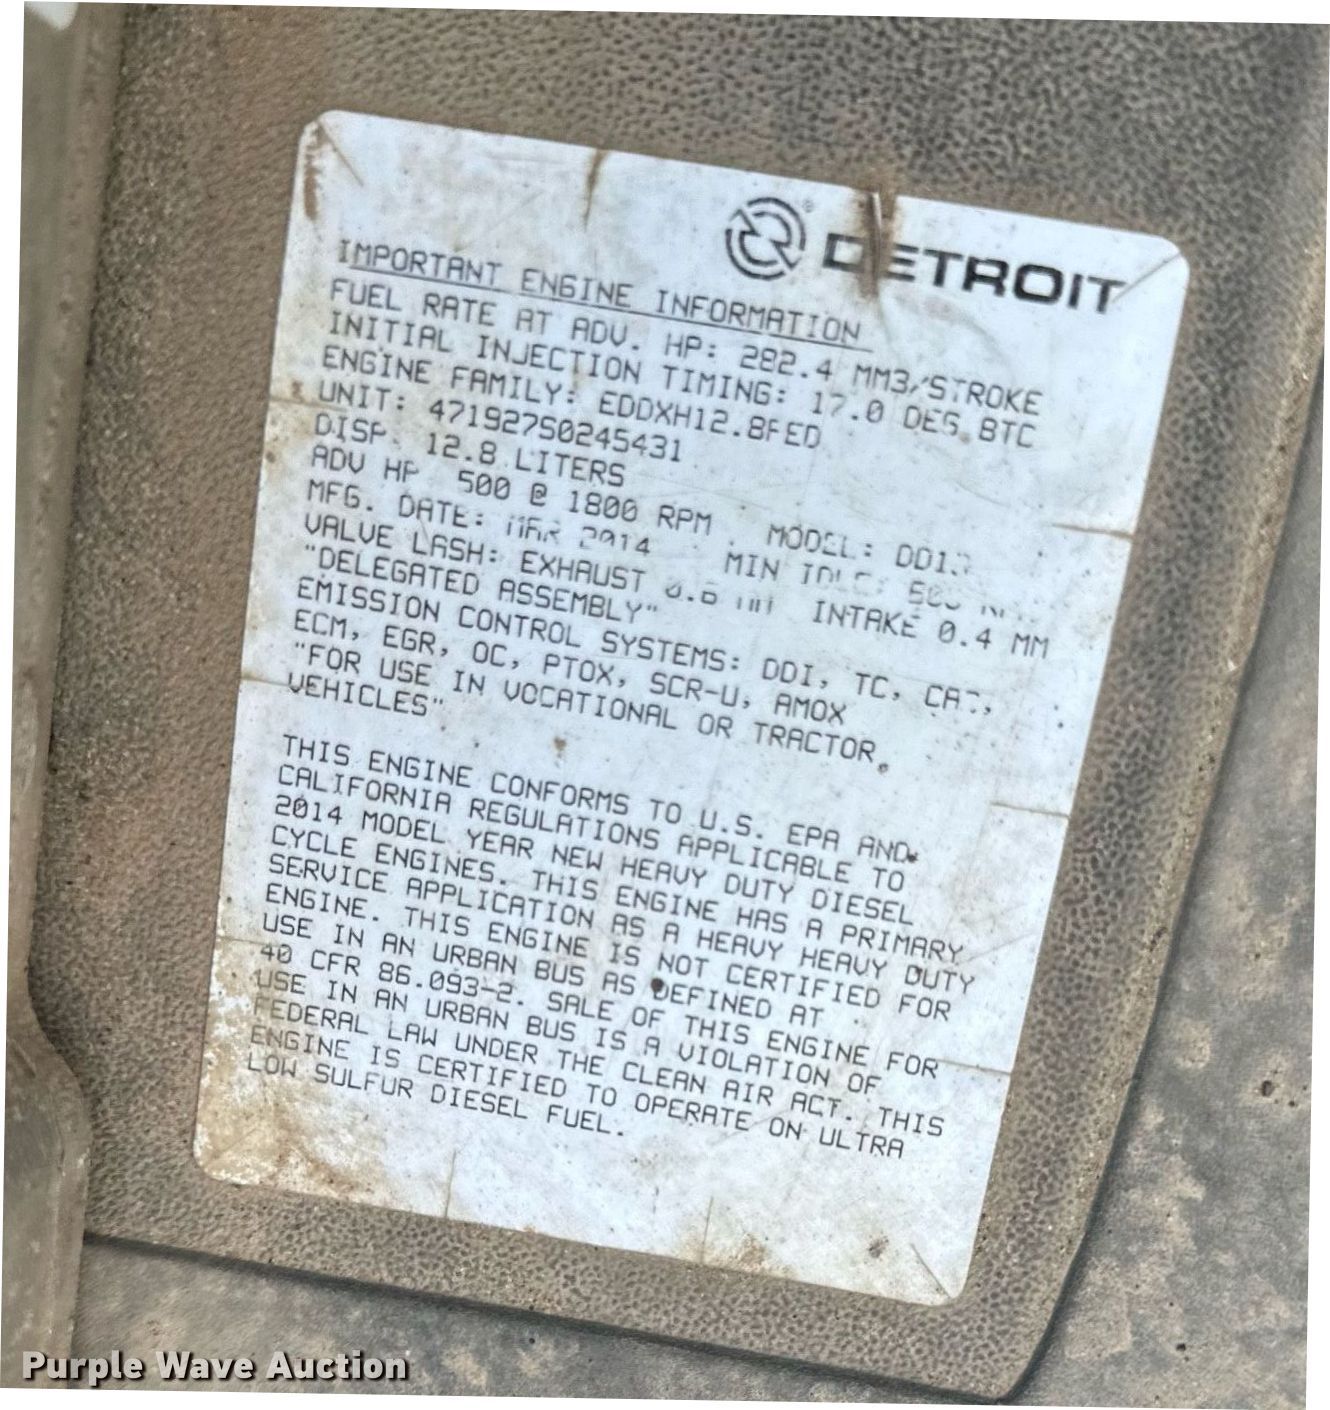 DETROIT
IMPORTANT ENGINE INFORMATION
FUEL RATE AT ADV. HP: 282.4 MM3/STROKE
INITIAL INJECTION TIMING: 17.0 DEG.BTC
ENGINE FAMILY: EDDXH12.8FED
UNIT: 471927S0245431
DISP. 12.8 LITERS
ADV HP 500 @ 1800 RPM MODEL:
MFG. DATE: MAR 2014 MIN IDLE:
VALVE LASH: EXHAUST INTAKE 0.4 MM
"DELEGATED ASSEMBLY"
EMISSION CONTROL SYSTEMS: DDI, TC, CAC,
ECM, EGR, OC, PTOX, SCR-U, AMOX
"FOR USE IN VOCATIONAL OR TRACTOR
VEHICLES"
THIS ENGINE CONFORMS TO U.S. EPA AND
CALIFORNIA REGULATIONS APPLICABLE TO
2014 MODEL YEAR NEW HEAVY DUTY DIESEL
CYCLE ENGINES. THIS ENGINE HAS A PRIMARY
SERVICE APPLICATION AS A HEAVY HEAVY DUTY
ENGINE. THIS ENGINE IS NOT CERTIFIED FOR
USE IN AN URBAN BUS AS DEFINED AT
40 CFR 86.093-2. SALE OF THIS ENGINE FOR
USE IN AN URBAN BUS IS A VIOLATION OF
FEDERAL LAW UNDER THE CLEAN AIR ACT. THIS
ENGINE IS CERTIFIED TO OPERATE ON ULTRA
LOW SULFUR DIESEL FUEL.
Purple Wave Auction